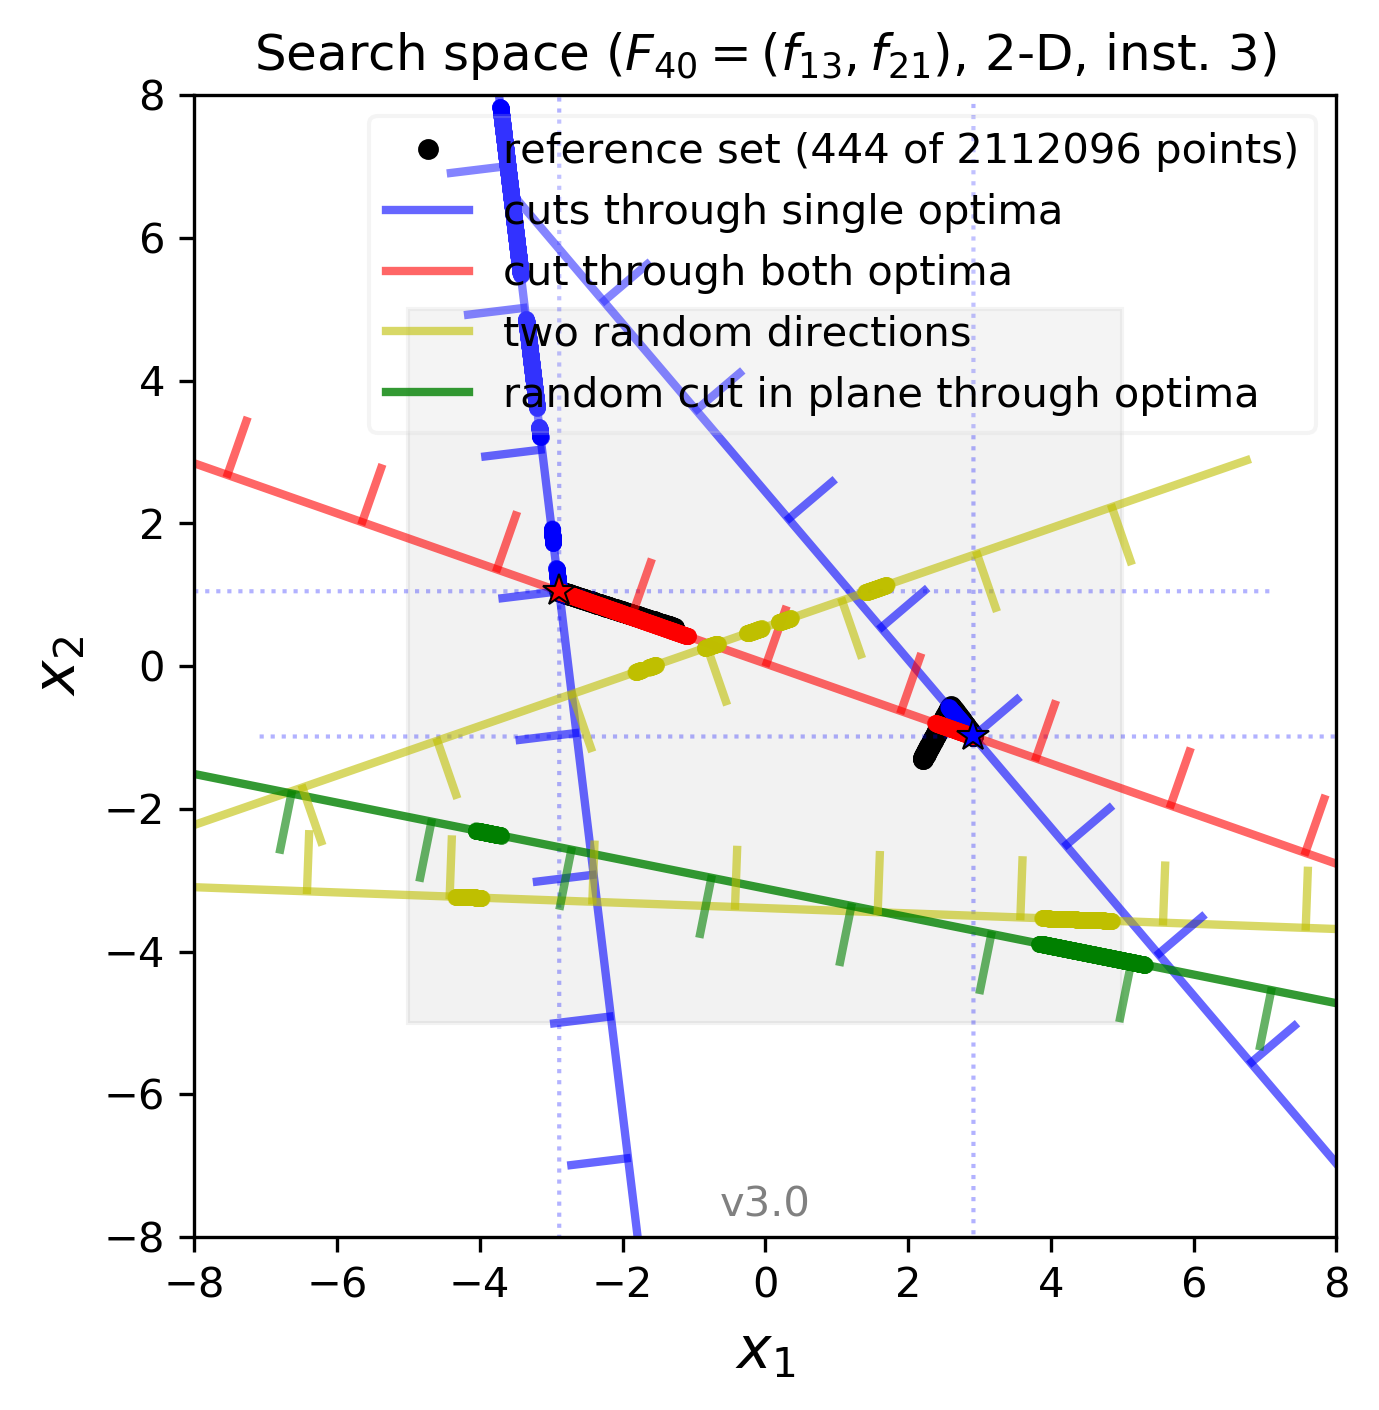 Search space (F₄₀ = (f₁₃, f₂₁), 2-D, inst. 3)
reference set (444 of 2112096 points)
cuts through single optima
cut through both optima
two random directions
random cut in plane through optima
8
6
4
2
0
−2
−4
−6
−8
x₂
v3.0
−8 −6 −4 −2 0 2 4 6 8
x₁